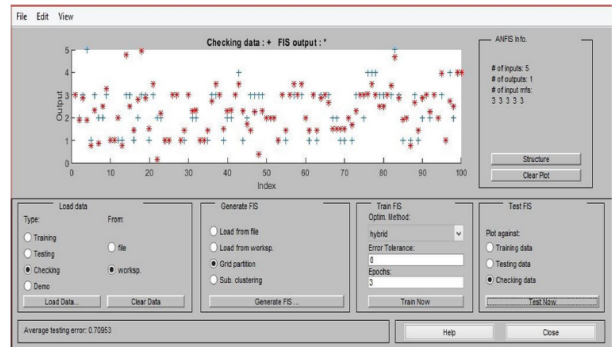 File Edit View
Checking data : + FIS output : *
5
4
3
2
1
0
Output
0 10 20 30 40 50 60 70 80 90 100
Index
ANFIS Info.
# of inputs: 5
# of outputs: 1
# of input mfs:
3 3 3 3 3
Structure
Clear Plot
Load data
Type: From:
Training
Testing
Checking
Demo
file
worksp.
Load Data... Clear Data
Generate FIS
Load from file
Load from worksp.
Grid partition
Sub. clustering
Generate FIS ...
Train FIS
Optim. Method:
hybrid
Error Tolerance:
0
Epochs:
3
Train Now
Test FIS
Plot against:
Training data
Testing data
Checking data
Test Now
Average testing error: 0.70953
Help Close